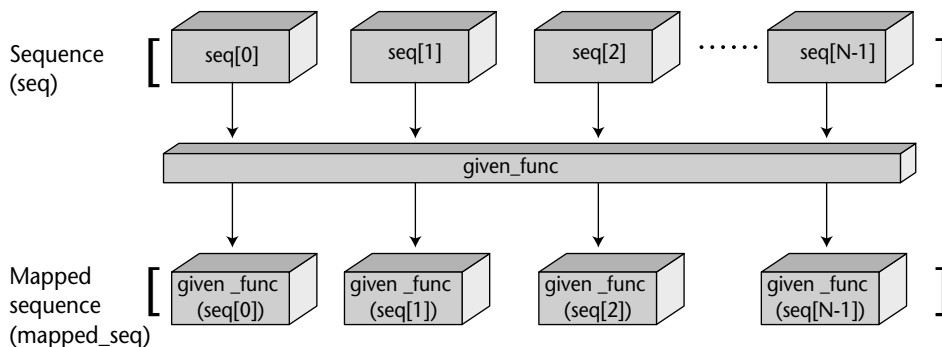 Sequence
(seq)
seq[0]
seq[1]
seq[2]
......
seq[N-1]
given_func
Mapped
sequence
(mapped_seq)
given _func
(seq[0])
given _func
(seq[1])
given _func
(seq[2])
given _func
(seq[N-1])